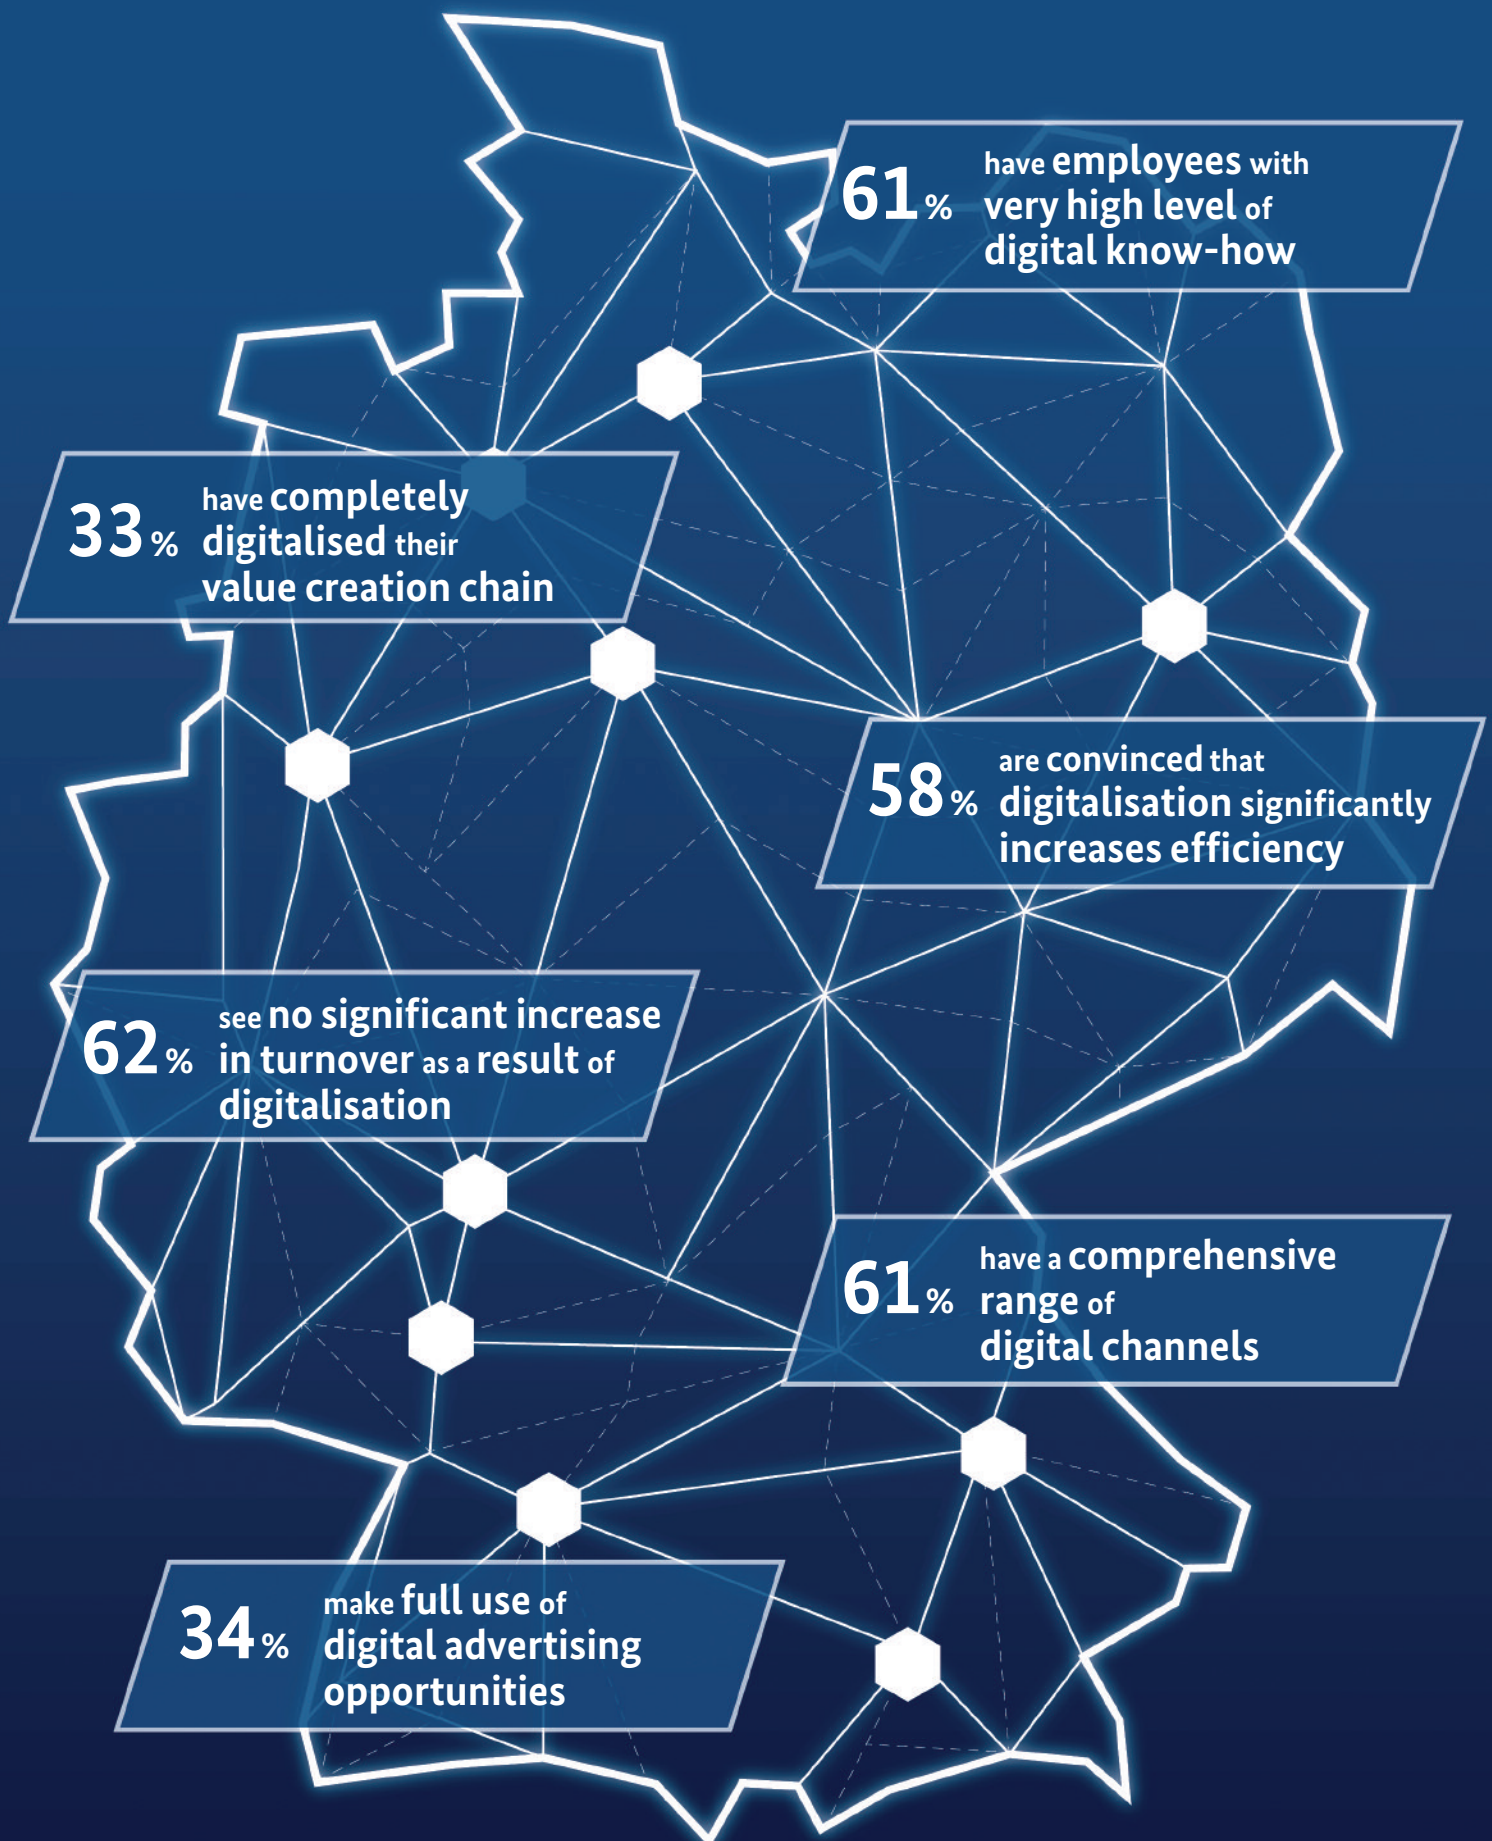 61 % have employees with
very high level of
digital know-how
33 % have completely
digitalised their
value creation chain
58 % are convinced that
digitalisation significantly
increases efficiency
62 % see no significant increase
in turnover as a result of
digitalisation
61 % have a comprehensive
range of
digital channels
34 % make full use of
digital advertising
opportunities